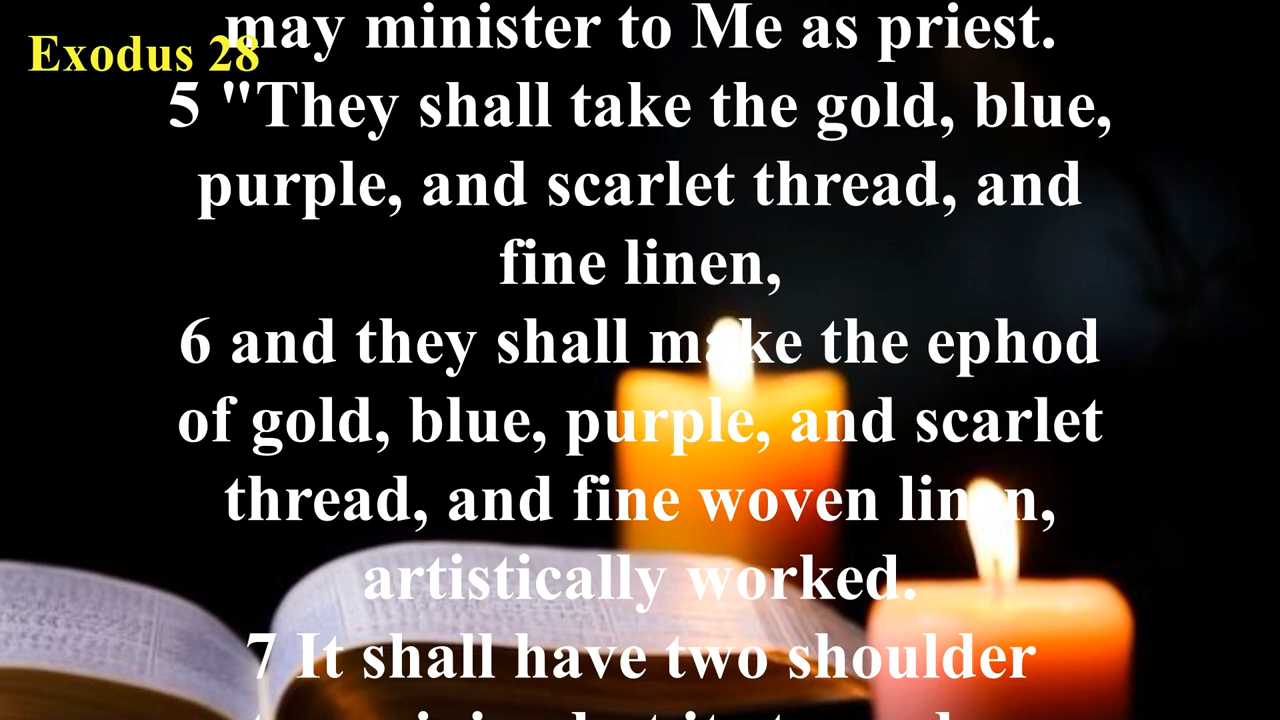 may minister to Me as priest.
Exodus 28
5 "They shall take the gold, blue,
purple, and scarlet thread, and
fine linen,
6 and they shall make the ephod
of gold, blue, purple, and scarlet
thread, and fine woven linen,
artistically worked.
7 It shall have two shoulder